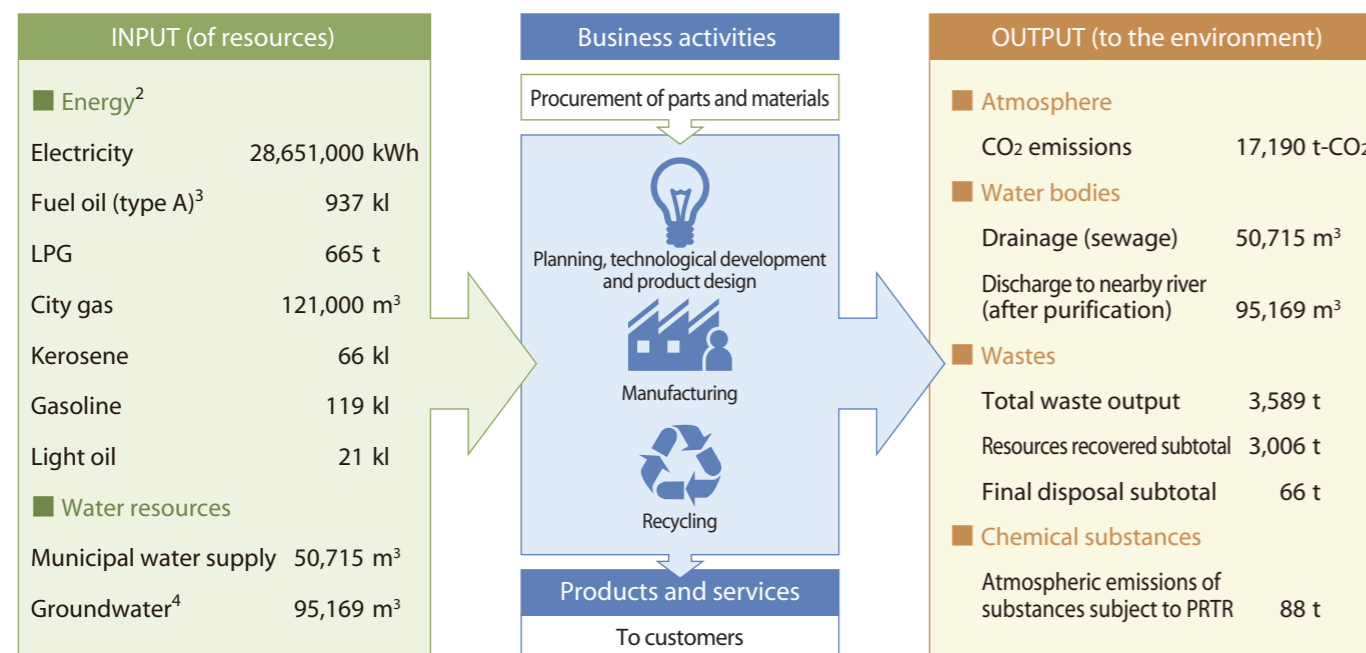 INPUT (of resources)
■ Energy²
Electricity 28,651,000 kWh
Fuel oil (type A)³ 937 kl
LPG 665 t
City gas 121,000 m³
Kerosene 66 kl
Gasoline 119 kl
Light oil 21 kl
■ Water resources
Municipal water supply 50,715 m³
Groundwater⁴ 95,169 m³
Business activities
Procurement of parts and materials
Planning, technological development
and product design
Manufacturing
Recycling
Products and services
To customers
OUTPUT (to the environment)
■ Atmosphere
CO₂ emissions 17,190 t-CO₂
■ Water bodies
Drainage (sewage) 50,715 m³
Discharge to nearby river
(after purification) 95,169 m³
■ Wastes
Total waste output 3,589 t
Resources recovered subtotal 3,006 t
Final disposal subtotal 66 t
■ Chemical substances
Atmospheric emissions of
substances subject to PRTR 88 t